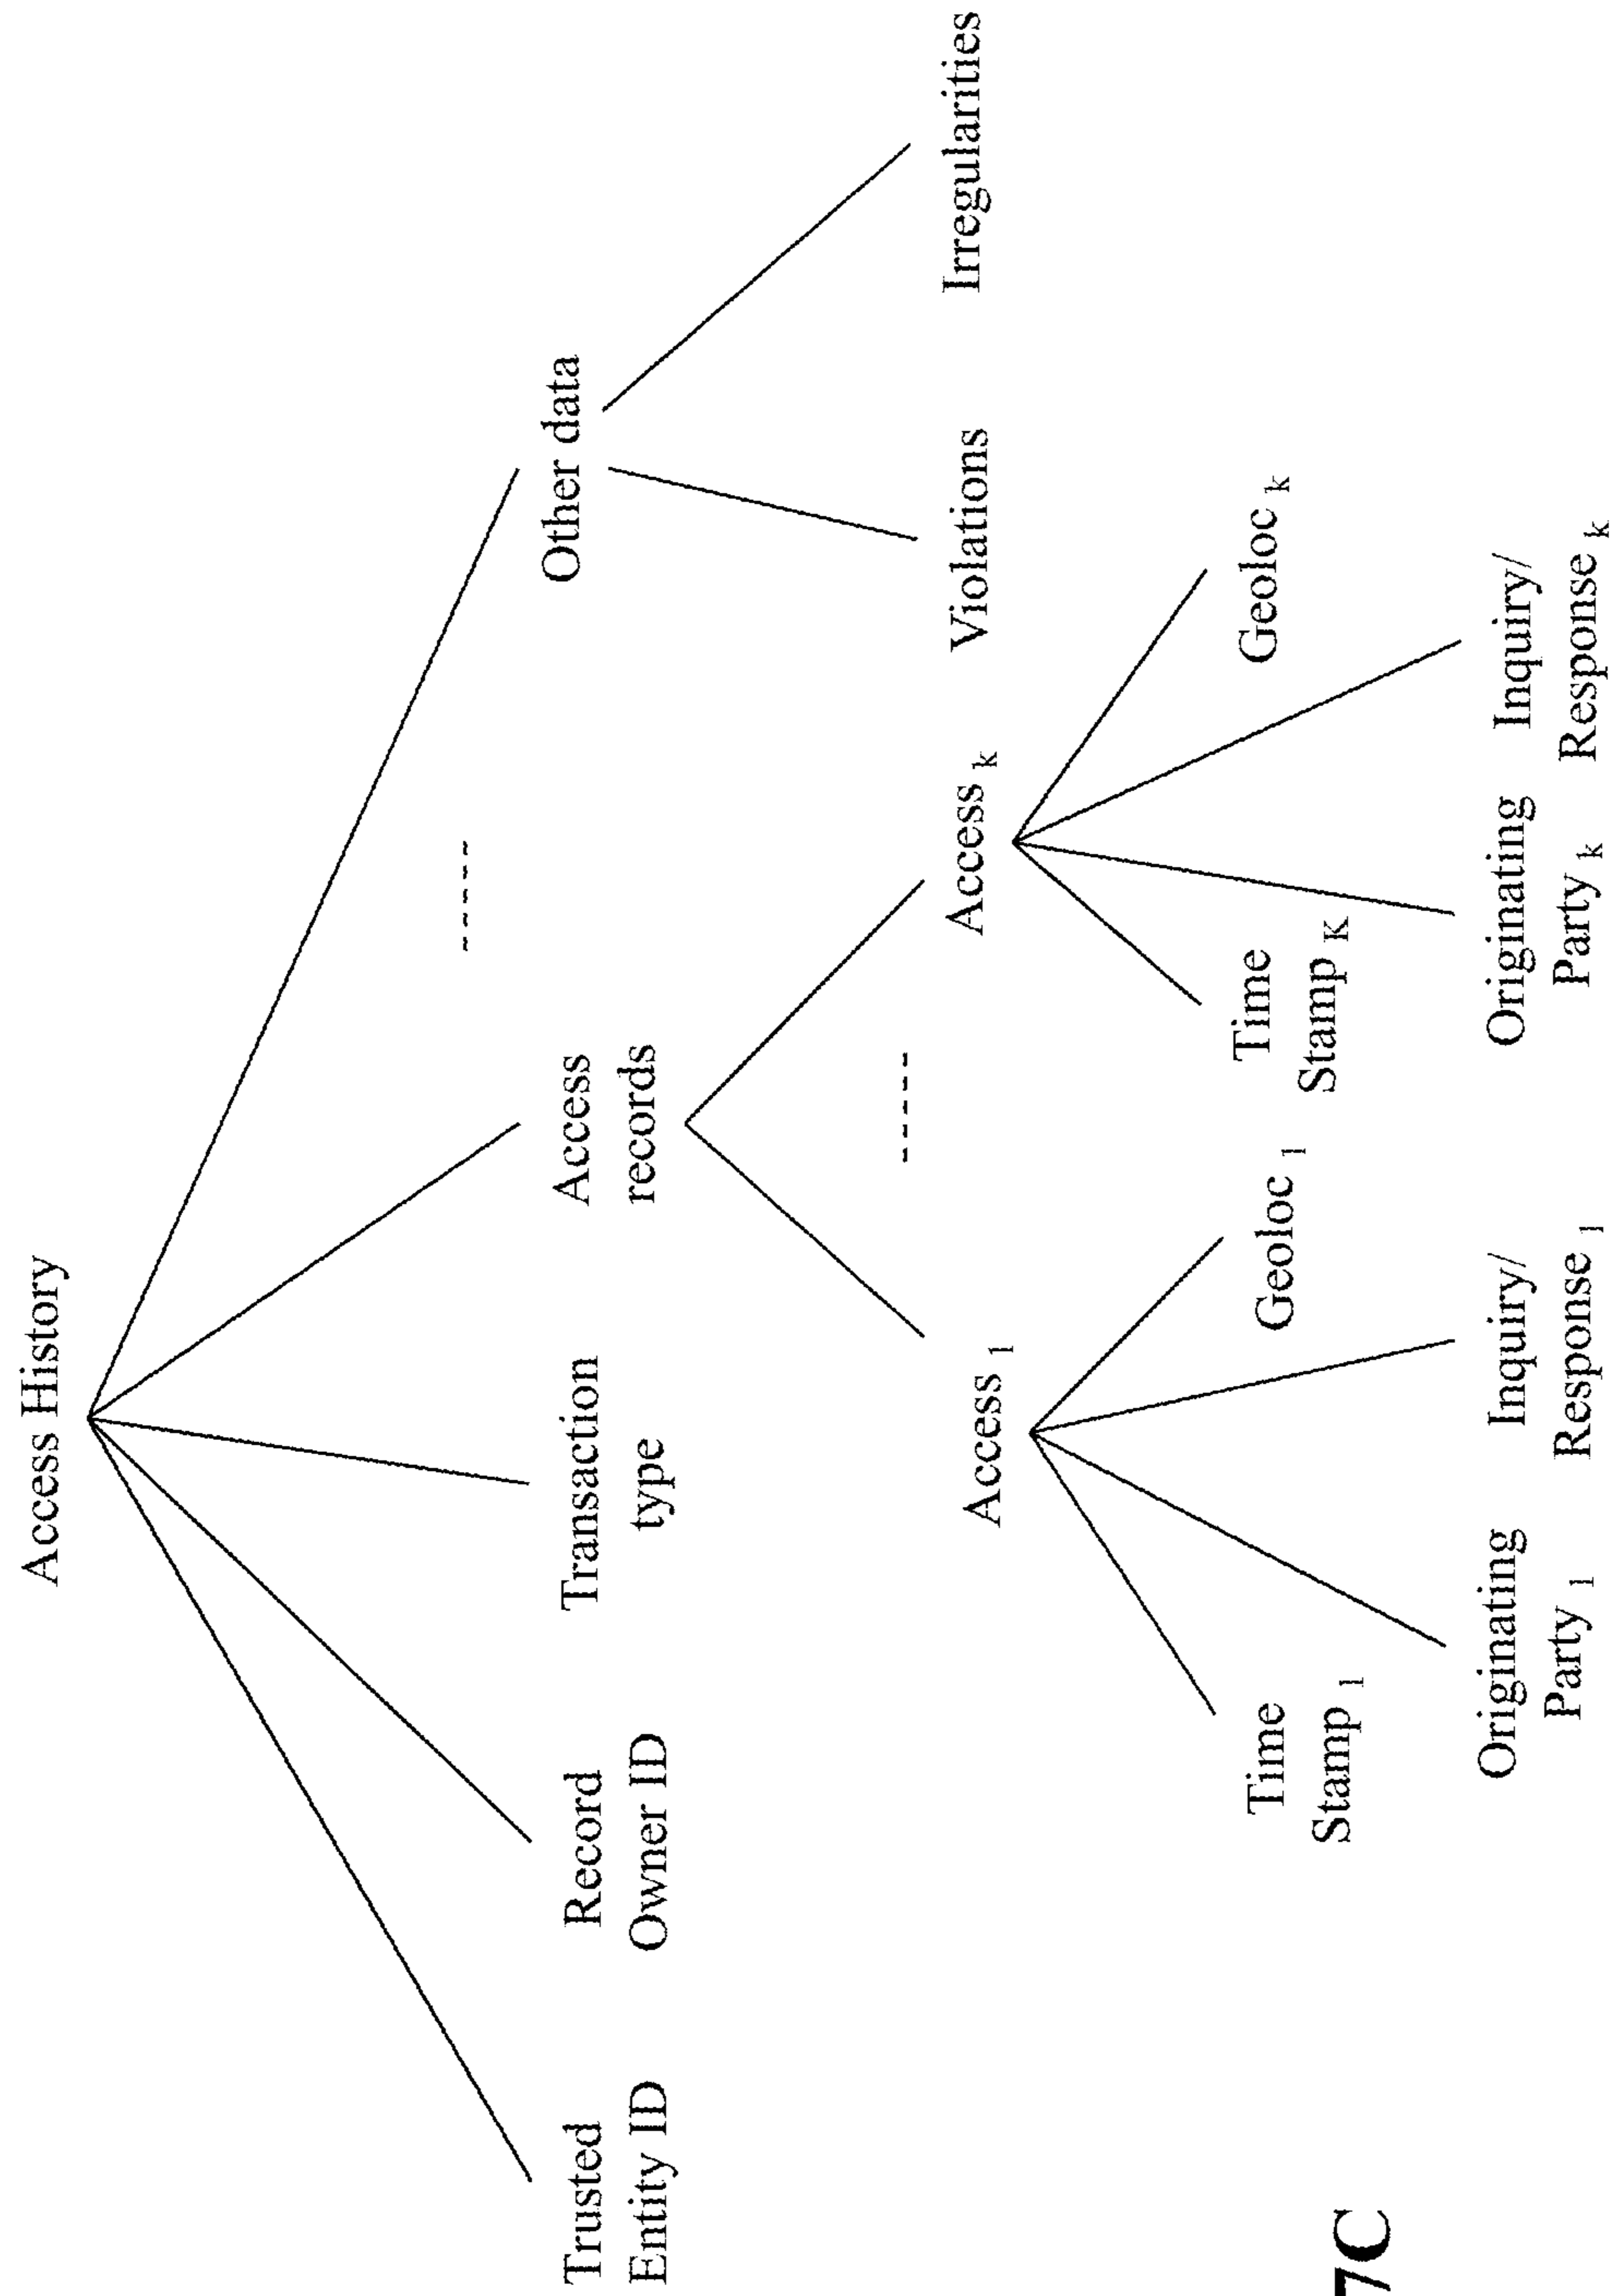 Access History
Trusted
Entity ID
Record
Owner ID
Transaction
type
Access
records
-----
Other data
Access 1
-----
Access k
Violations
Irregularities
Time
Stamp 1
Geoloc 1
Time
Stamp K
Geoloc k
Originating
Party 1
Inquiry/
Response 1
Originating
Party k
Inquiry/
Response k
7C